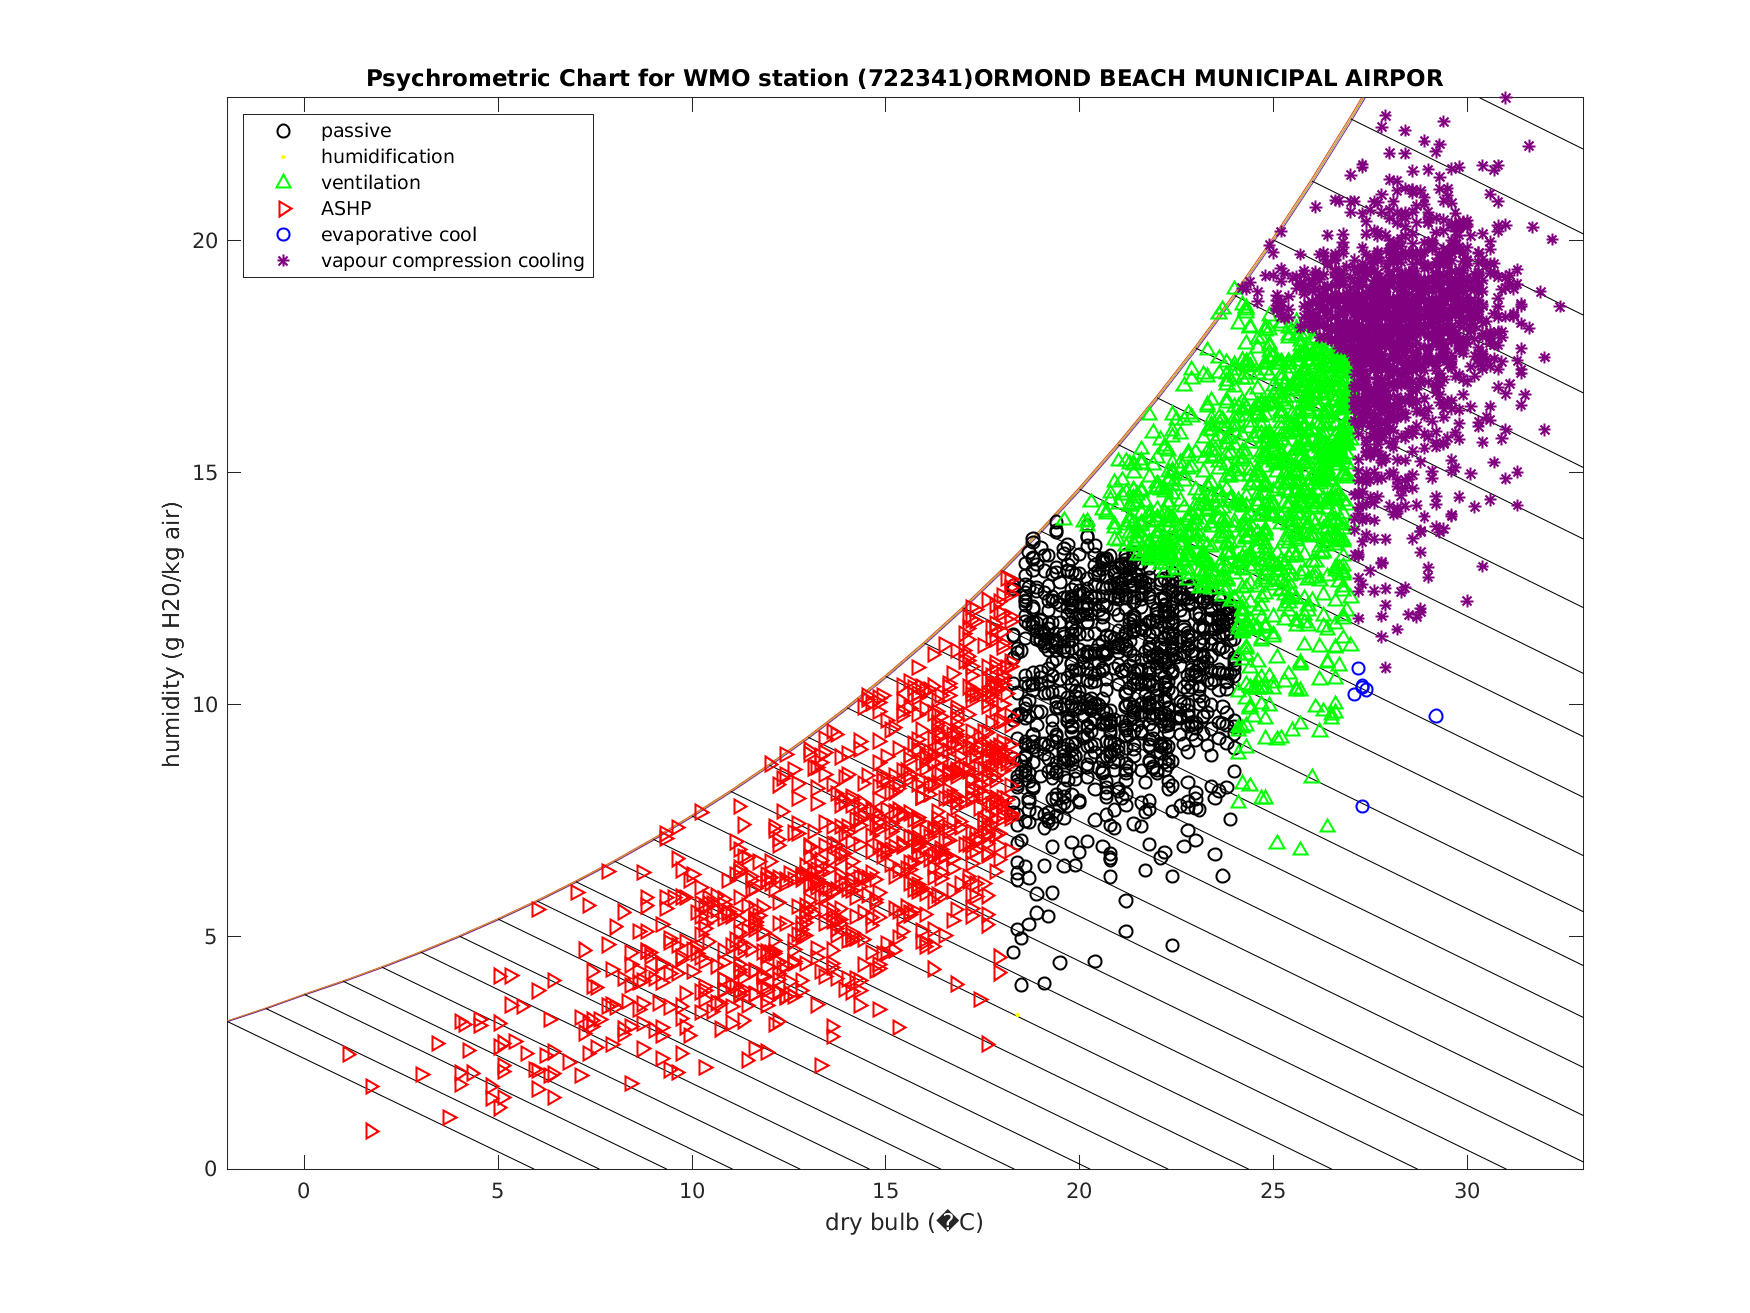 Psychrometric Chart for WMO station (722341)ORMOND BEACH MUNICIPAL AIRPOR
passive
humidification
ventilation
ASHP
evaporative cool
vapour compression cooling
humidity (g H20/kg air)
20
15
10
5
0
0 5 10 15 20 25 30
dry bulb (�C)